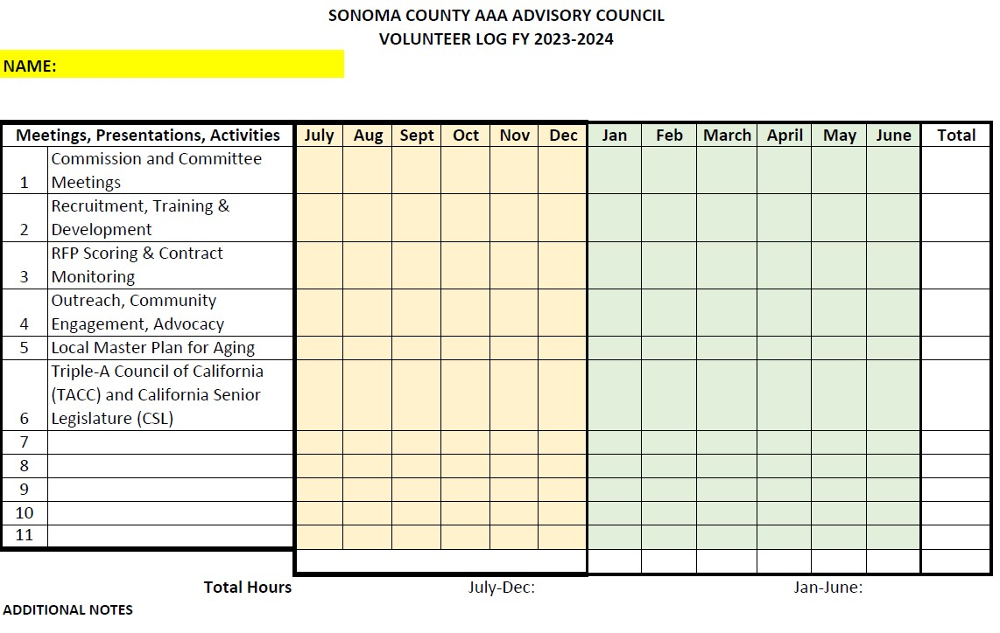 SONOMA COUNTY AAA ADVISORY COUNCIL
VOLUNTEER LOG FY 2023-2024
NAME:
Meetings, Presentations, Activities July Aug Sept Oct Nov Dec Jan Feb March April May June Total
Commission and Committee
1 Meetings
Recruitment, Training &
2 Development
RFP Scoring & Contract
3 Monitoring
Outreach, Community
4 Engagement, Advocacy
5 Local Master Plan for Aging
Triple-A Council of California
(TACC) and California Senior
6 Legislature (CSL)
7
8
9
10
11
Total Hours July-Dec: Jan-June:
ADDITIONAL NOTES